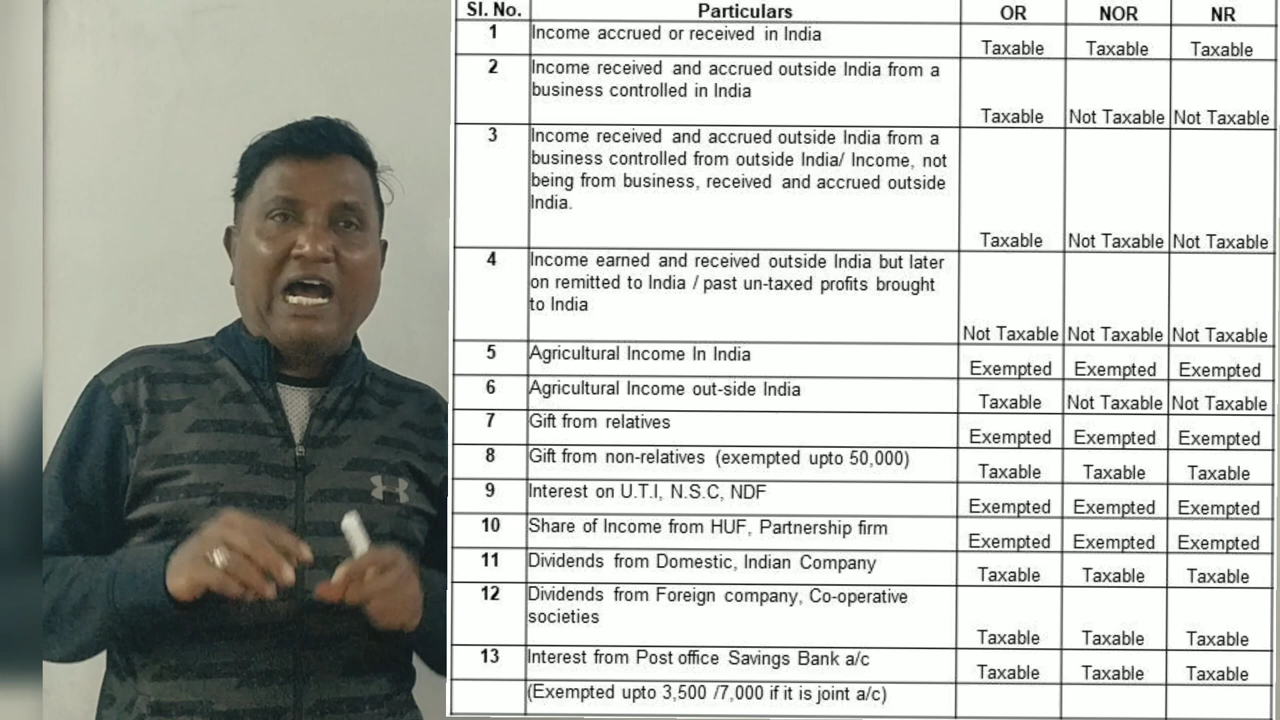 Sl. No. Particulars OR NOR NR
1 Income accrued or received in India Taxable Taxable Taxable
2 Income received and accrued outside India from a
business controlled in India
Taxable Not Taxable Not Taxable
3 Income received and accrued outside India from a
business controlled from outside India/ Income, not
being from business, received and accrued outside
India.
Taxable Not Taxable Not Taxable
4 Income earned and received outside India but later
on remitted to India / past un-taxed profits brought
to India
Not Taxable Not Taxable Not Taxable
5 Agricultural Income In India Exempted Exempted Exempted
6 Agricultural Income out-side India Taxable Not Taxable Not Taxable
7 Gift from relatives Exempted Exempted Exempted
8 Gift from non-relatives (exempted upto 50,000) Taxable Taxable Taxable
9 Interest on U.T.I, N.S.C, NDF Exempted Exempted Exempted
10 Share of Income from HUF, Partnership firm Exempted Exempted Exempted
11 Dividends from Domestic, Indian Company Taxable Taxable Taxable
12 Dividends from Foreign company, Co-operative
societies
Taxable Taxable Taxable
13 Interest from Post office Savings Bank a/c Taxable Taxable Taxable
(Exempted upto 3,500 /7,000 if it is joint a/c)